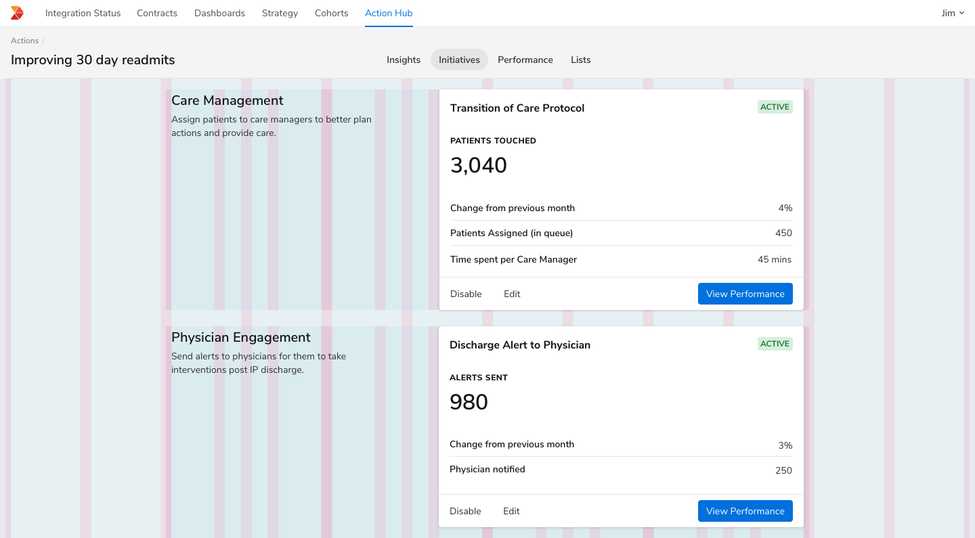 Integration Status Contracts Dashboards Strategy Cohorts Action Hub Jim
Actions /
Improving 30 day readmits
Insights Initiatives Performance Lists
Care Management
Assign patients to care managers to better plan
actions and provide care.
Transition of Care Protocol ACTIVE
PATIENTS TOUCHED
3,040
Change from previous month 4%
Patients Assigned (in queue) 450
Time spent per Care Manager 45 mins
Disable Edit View Performance
Physician Engagement
Send alerts to physicians for them to take
interventions post IP discharge.
Discharge Alert to Physician ACTIVE
ALERTS SENT
980
Change from previous month 3%
Physician notified 250
Disable Edit View Performance